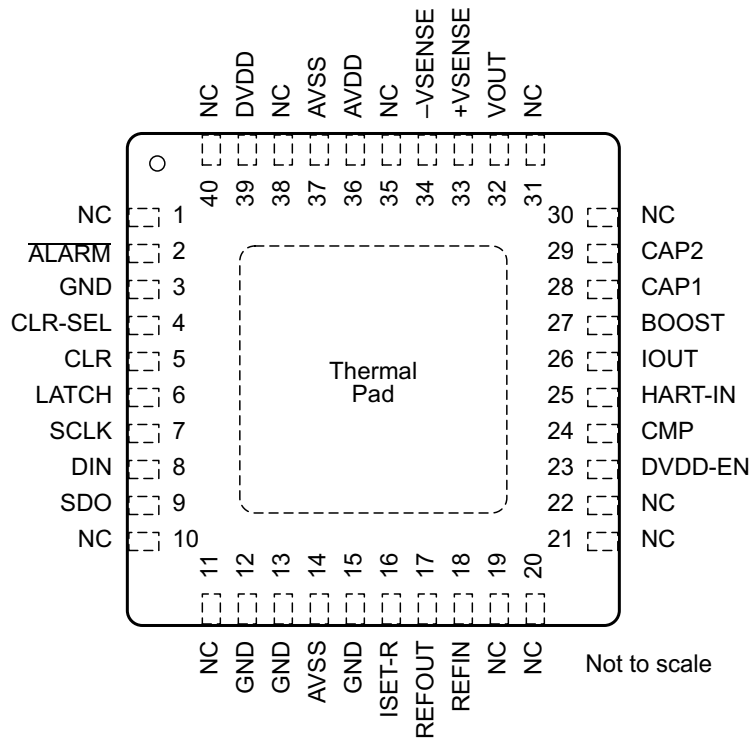 NC
DVDD
NC
AVSS
AVDD
NC
–VSENSE
+VSENSE
VOUT
NC
40
39
38
37
36
35
34
33
32
31
NC 1
ALARM 2
GND 3
CLR-SEL 4
CLR 5
LATCH 6
SCLK 7
DIN 8
SDO 9
NC 10
Thermal
Pad
30 NC
29 CAP2
28 CAP1
27 BOOST
26 IOUT
25 HART-IN
24 CMP
23 DVDD-EN
22 NC
21 NC
11
12
13
14
15
16
17
18
19
20
NC
GND
GND
AVSS
GND
ISET-R
REFOUT
REFIN
NC
NC
Not to scale